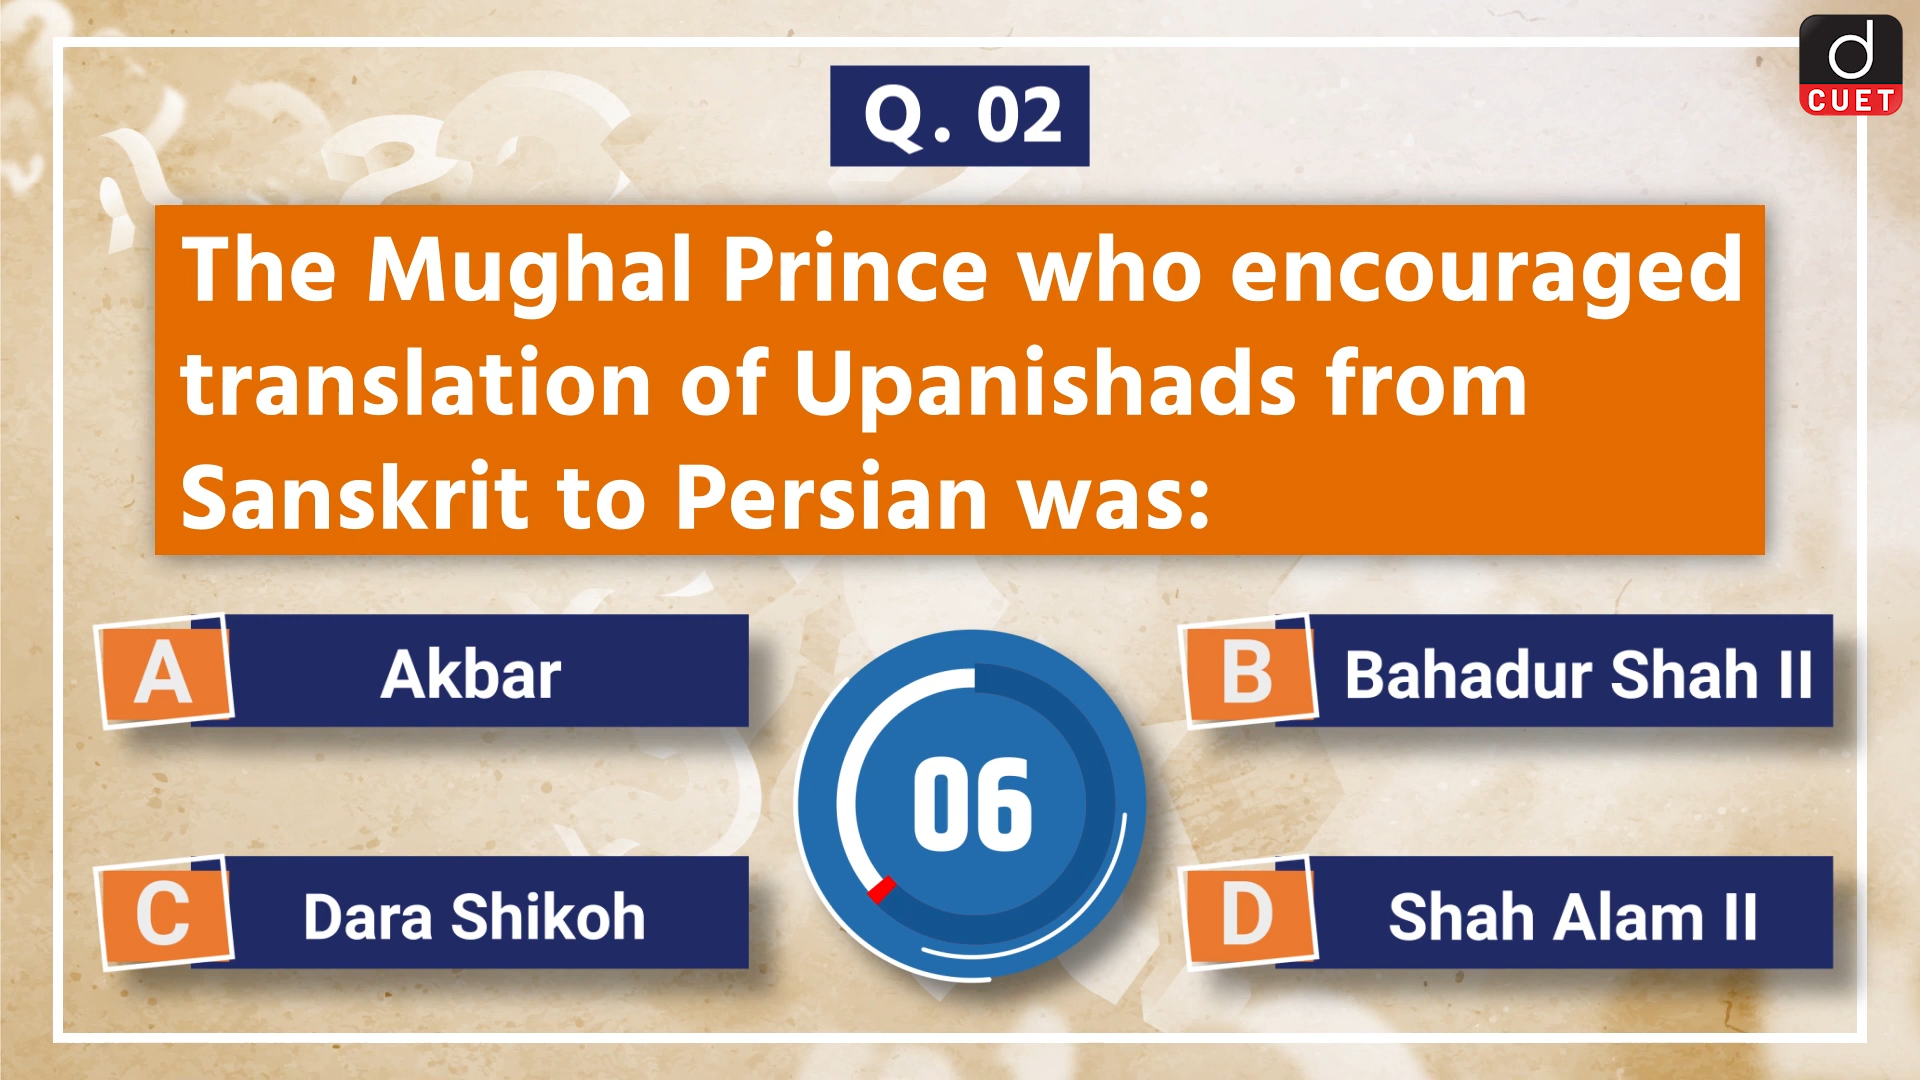 d
CUET
Q. 02
The Mughal Prince who encouraged
translation of Upanishads from
Sanskrit to Persian was:
A Akbar
B Bahadur Shah II
06
C Dara Shikoh
D Shah Alam II